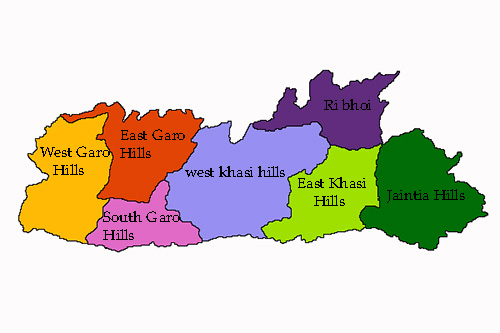 Ri bhoi
East Garo
Hills
West Garo
Hills
west khasi hills
East Khasi
Hills
Jaintia Hills
South Garo
Hills